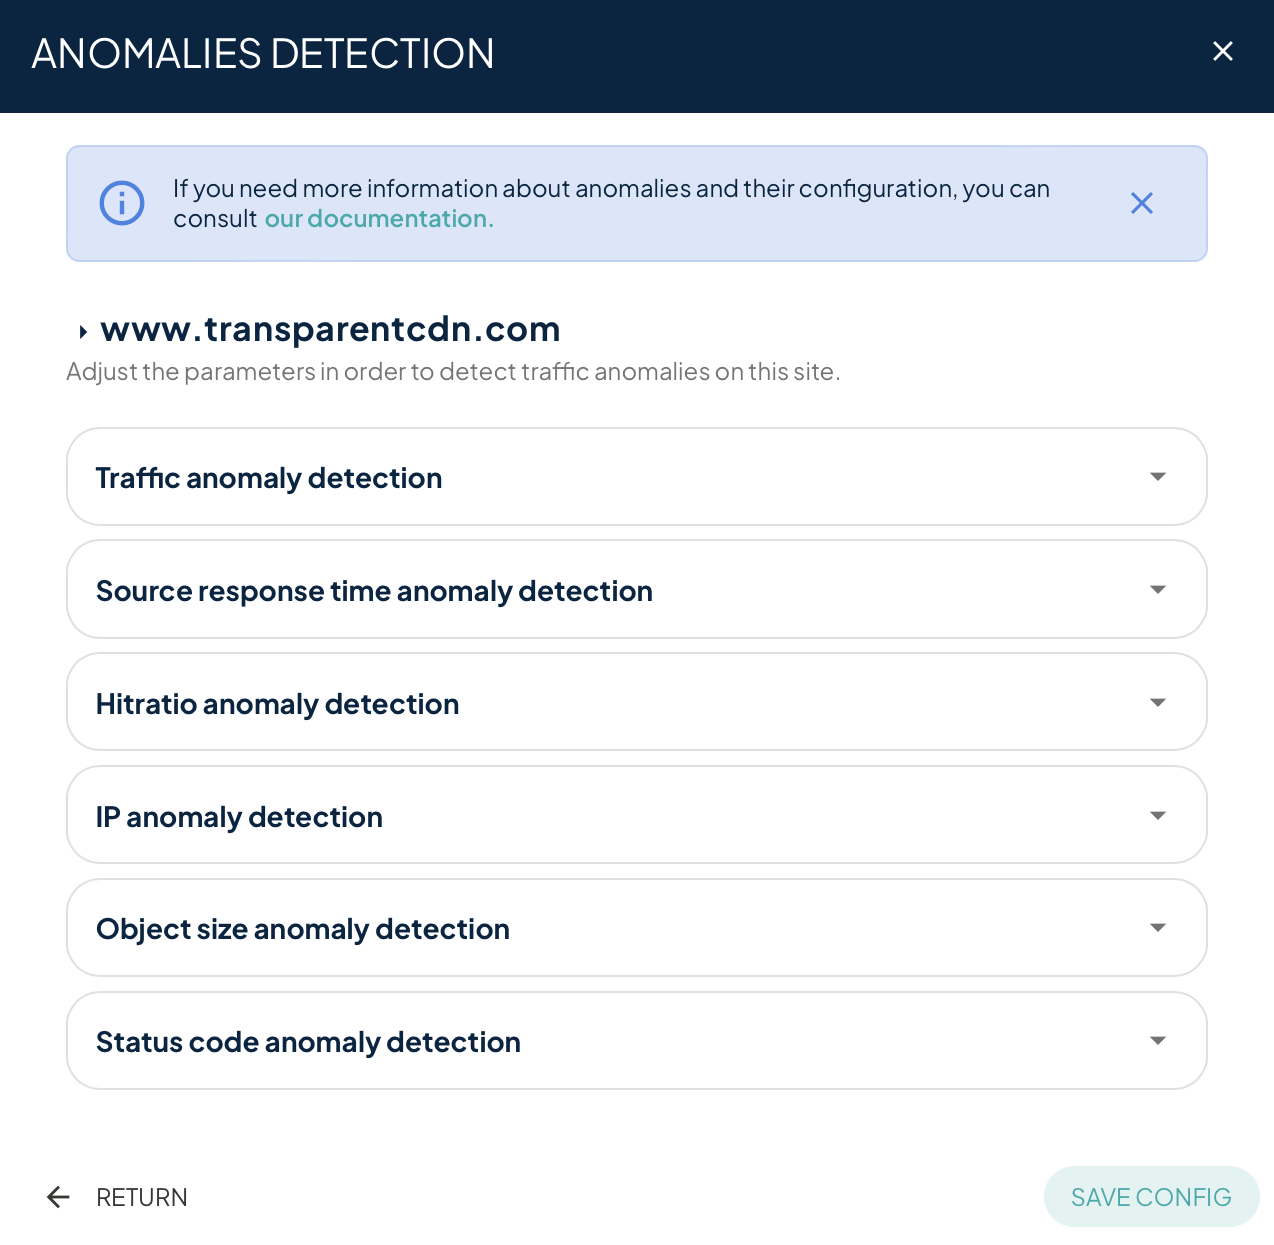 ANOMALIES DETECTION
If you need more information about anomalies and their configuration, you can
consult our documentation.
www.transparentcdn.com
Adjust the parameters in order to detect traffic anomalies on this site.
Traffic anomaly detection
Source response time anomaly detection
Hitratio anomaly detection
IP anomaly detection
Object size anomaly detection
Status code anomaly detection
RETURN
SAVE CONFIG